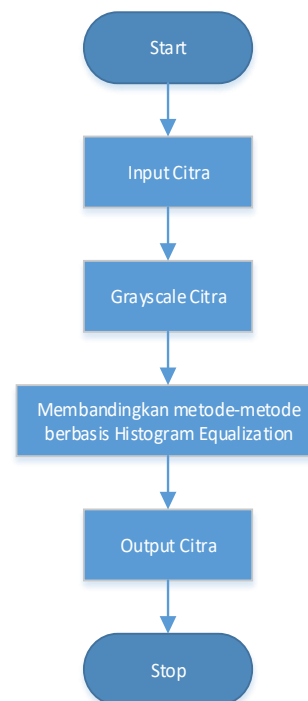 Start
Input Citra
Grayscale Citra
Membandingkan metode-metode
berbasis Histogram Equalization
Output Citra
Stop